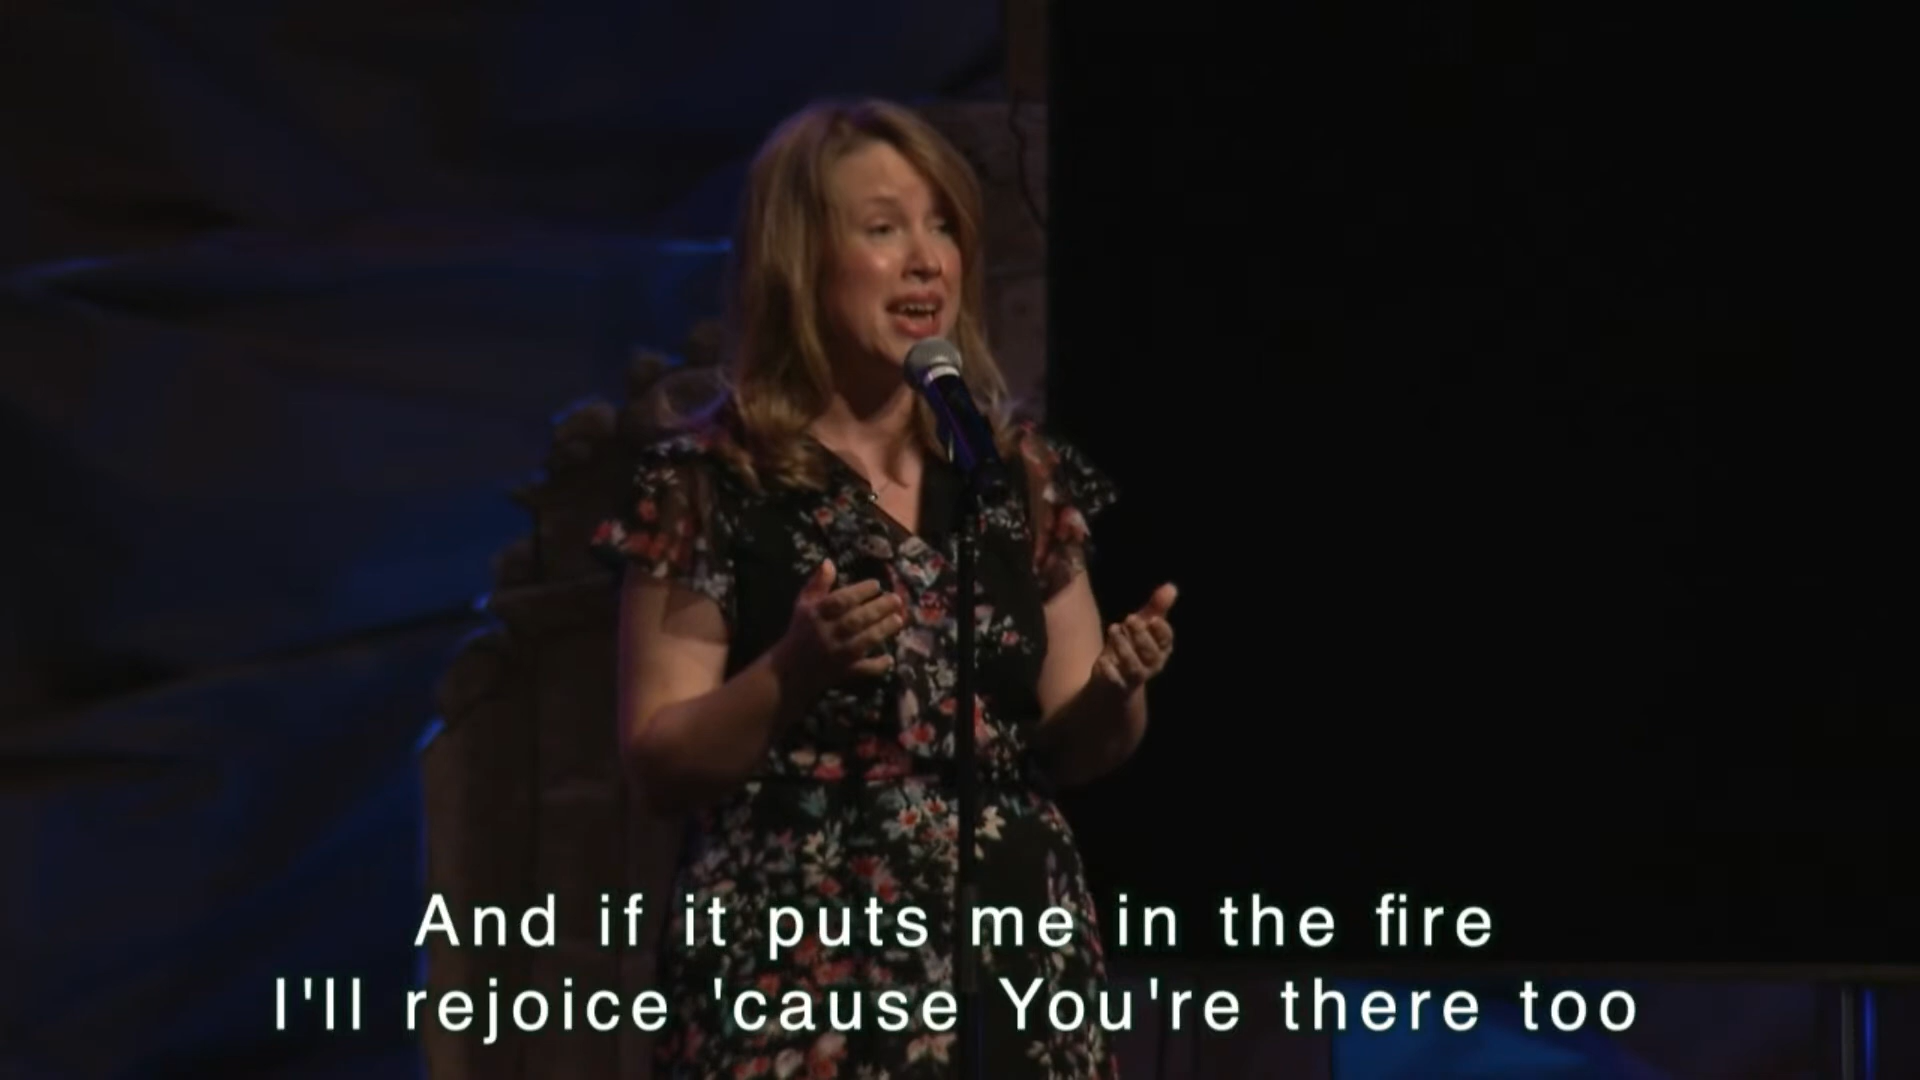 And if it puts me in the fire
I'll rejoice 'cause You're there too